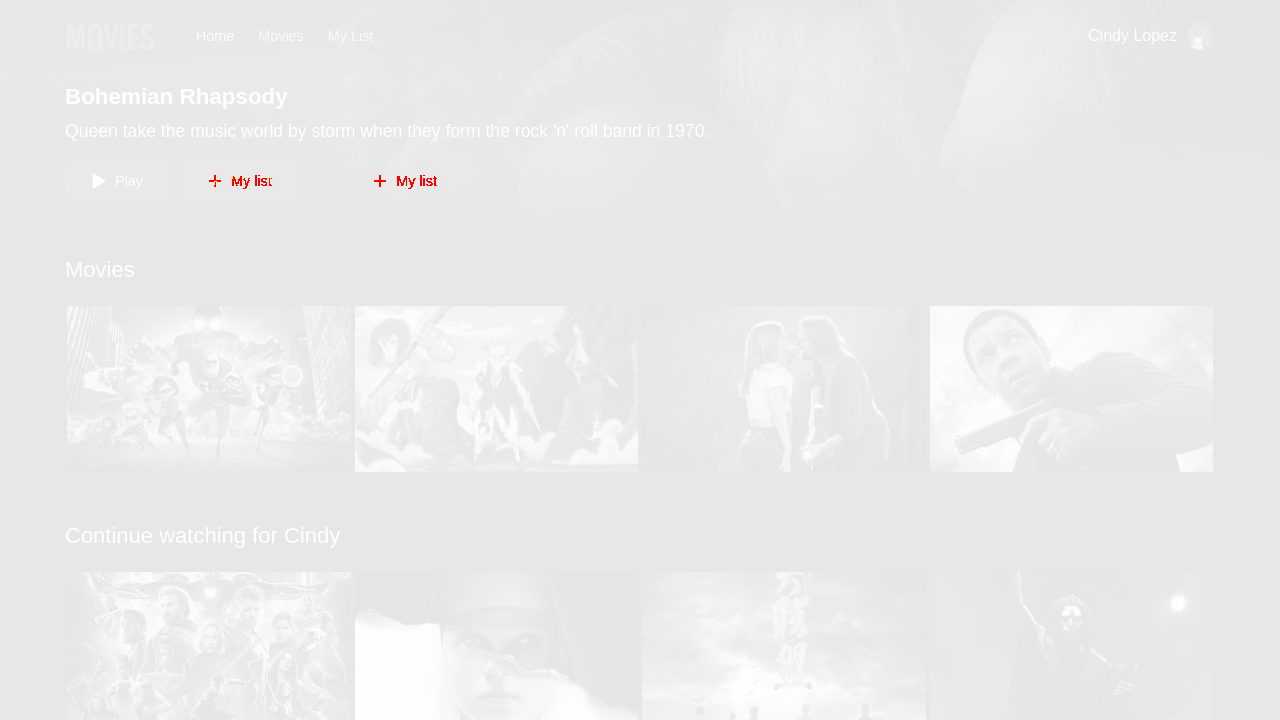 MOVIES Home Movies My List Cindy Lopez
Bohemian Rhapsody
Queen take the music world by storm when they form the rock 'n' roll band in 1970.
Play + My list + My list
Movies
Continue watching for Cindy